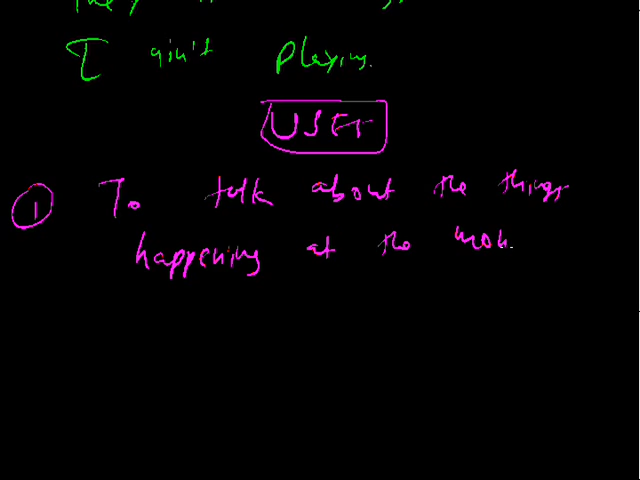 I ain't Playing.
USES
① To talk about the things
happening at the mom